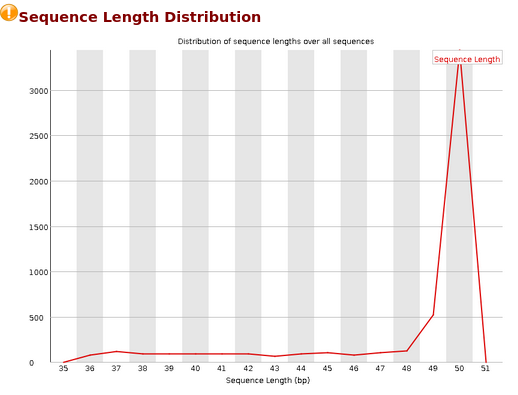 Sequence Length Distribution
Distribution of sequence lengths over all sequences
Sequence Length
3000
2500
2000
1500
1000
500
0
35 36 37 38 39 40 41 42 43 44 45 46 47 48 49 50 51
Sequence Length (bp)